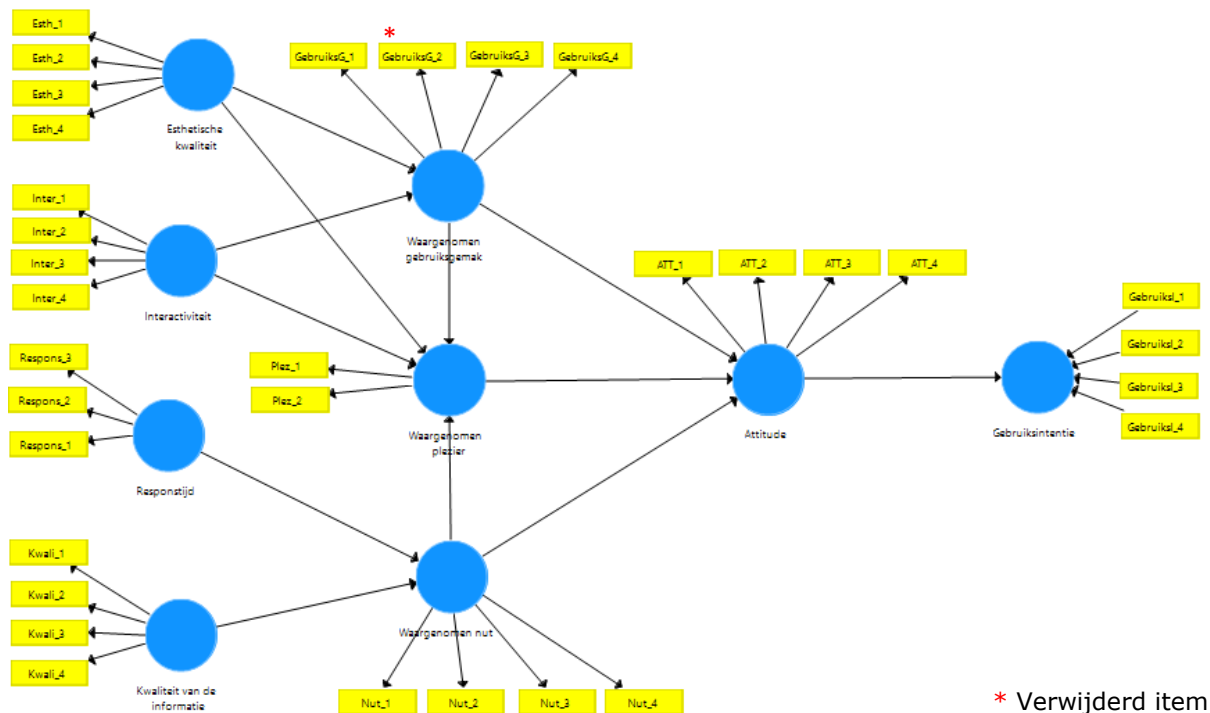 Esth_1
Esth_2
Esth_3
Esth_4
Esthetische
kwaliteit
*
GebruiksG_1
GebruiksG_2
GebruiksG_3
GebruiksG_4
Waargenomen
gebruiksgemak
Inter_1
Inter_2
Inter_3
Inter_4
Interactiviteit
ATT_1
ATT_2
ATT_3
ATT_4
Attitude
GebruiksI_1
GebruiksI_2
GebruiksI_3
GebruiksI_4
Gebruiksintentie
Respons_3
Respons_2
Respons_1
Responstijd
Plez_1
Plez_2
Waargenomen
plezier
Kwali_1
Kwali_2
Kwali_3
Kwali_4
Kwaliteit van de
informatie
Waargenomen nut
Nut_1
Nut_2
Nut_3
Nut_4
* Verwijderd item